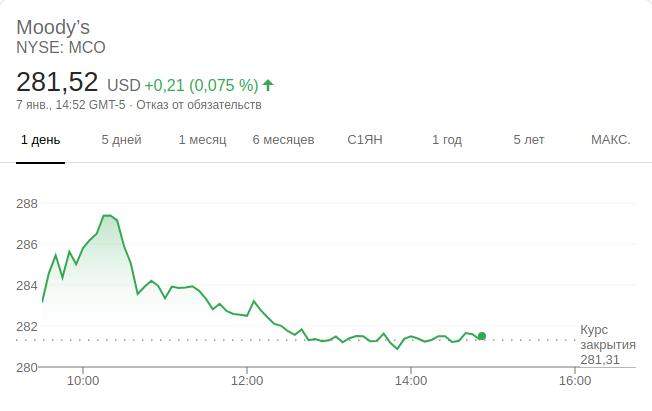 Moody’s
NYSE: MCO
281,52 USD +0,21 (0,075 %)
7 янв., 14:52 GMT-5 · Отказ от обязательств
1 день 5 дней 1 месяц 6 месяцев С1ЯН 1 год 5 лет МАКС.
288
286
284
282
280
Курс
закрытия
281,31
10:00 12:00 14:00 16:00